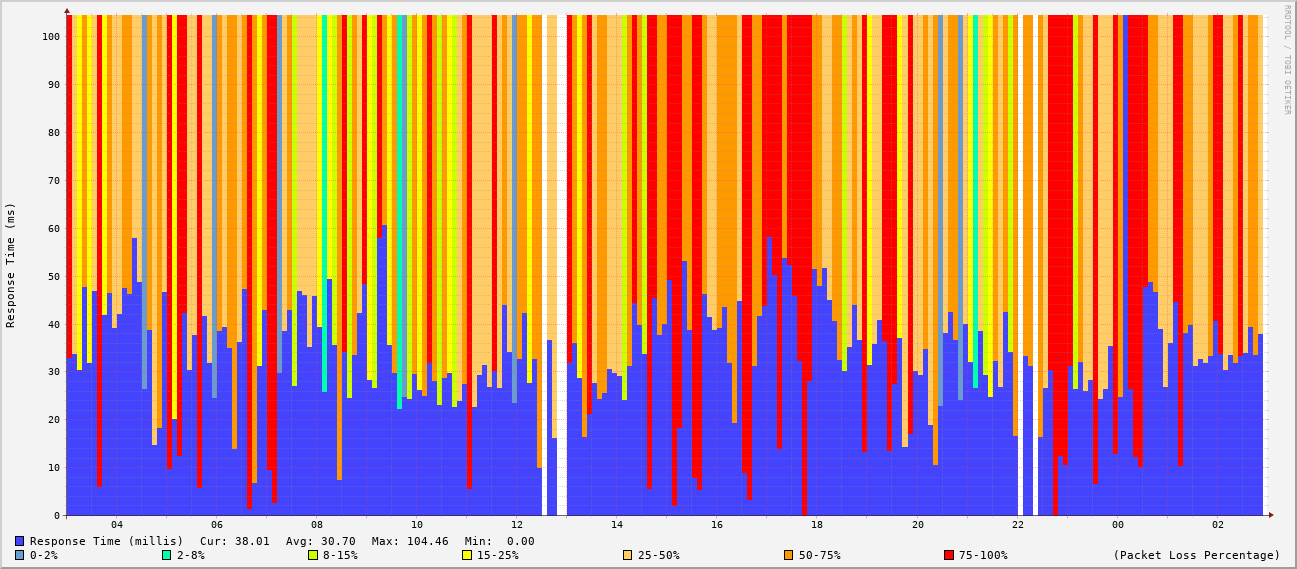 RRDTOOL / TOBI OETIKER
Response Time (ms)
100
90
80
70
60
50
40
30
20
10
0
04 06 08 10 12 14 16 18 20 22 00 02
Response Time (millis) Cur: 38.01 Avg: 30.70 Max: 104.46 Min: 0.00
0-2% 2-8% 8-15% 15-25% 25-50% 50-75% 75-100% (Packet Loss Percentage)